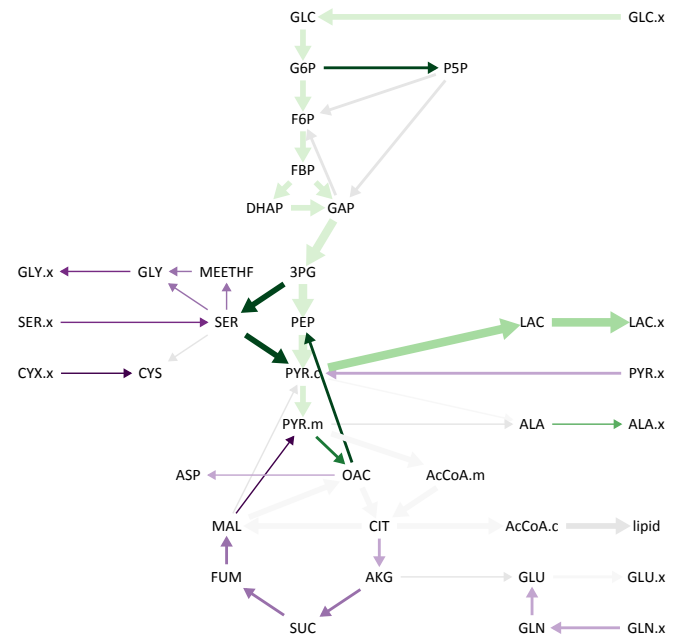 GLC GLC.x
G6P P5P
F6P
FBP
DHAP GAP
GLY.x GLY MEETHF 3PG
SER.x SER PEP LAC LAC.x
CYX.x CYS PYR.c PYR.x
PYR.m ALA ALA.x
ASP OAC AcCoA.m
MAL CIT AcCoA.c lipid
FUM AKG GLU GLU.x
SUC GLN GLN.x